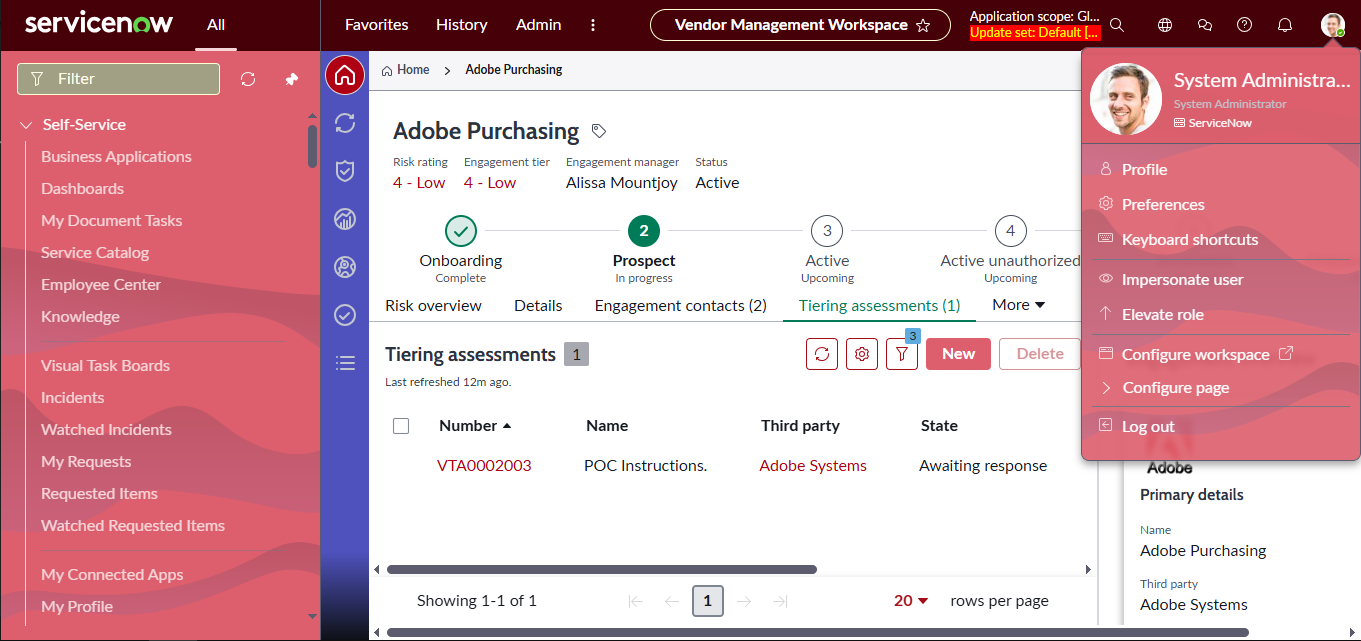 servicenow
All
Favorites
History
Admin
Vendor Management Workspace
Application scope: Gl...
Update set: Default [...
Filter
Self-Service
Business Applications
Dashboards
My Document Tasks
Service Catalog
Employee Center
Knowledge
Visual Task Boards
Incidents
Watched Incidents
My Requests
Requested Items
Watched Requested Items
My Connected Apps
My Profile
Home
Adobe Purchasing
Adobe Purchasing
Risk rating Engagement tier Engagement manager Status
4 - Low 4 - Low Alissa Mountjoy Active
2 3 4
Onboarding Prospect Active Active unauthorized
Complete In progress Upcoming Upcoming
Risk overview Details Engagement contacts (2) Tiering assessments (1) More
Tiering assessments 1
3
New Delete
Last refreshed 12m ago.
Number Name Third party State
VTA0002003 POC Instructions. Adobe Systems Awaiting response
Showing 1-1 of 1 1 20 rows per page
System Administra...
System Administrator
ServiceNow
Profile
Preferences
Keyboard shortcuts
Impersonate user
Elevate role
Configure workspace
Configure page
Log out
Adobe
Primary details
Name
Adobe Purchasing
Third party
Adobe Systems